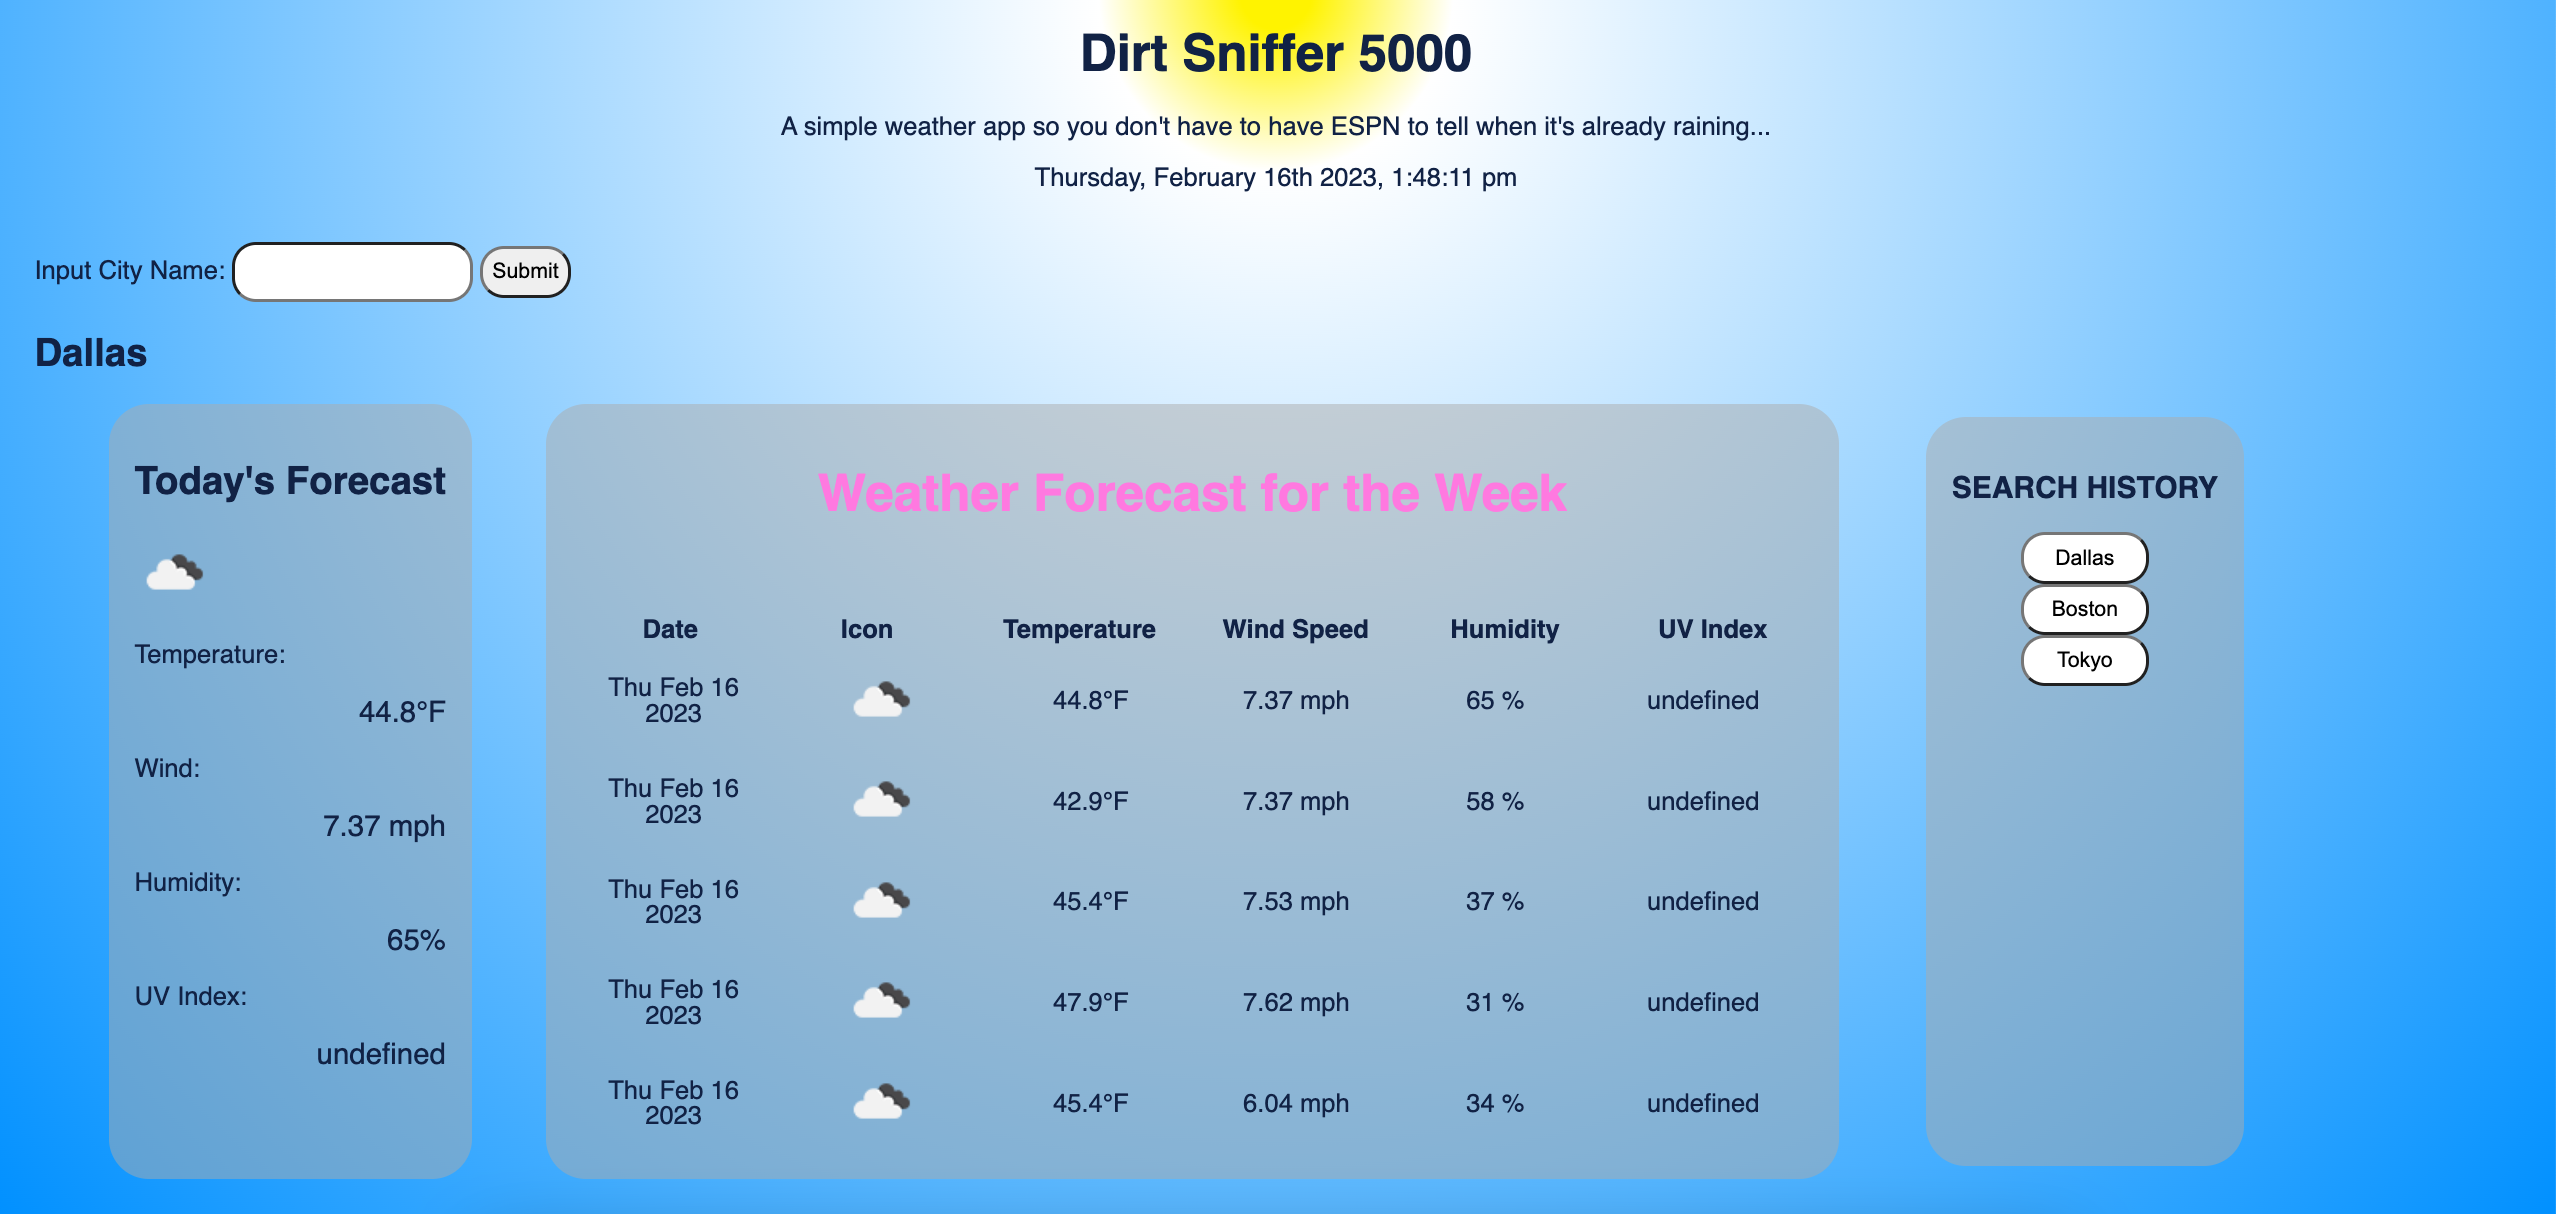 Dirt Sniffer 5000
A simple weather app so you don't have to have ESPN to tell when it's already raining...
Thursday, February 16th 2023, 1:48:11 pm
Input City Name: Submit
Dallas
Today's Forecast
Temperature:
44.8°F
Wind:
7.37 mph
Humidity:
65%
UV Index:
undefined
Weather Forecast for the Week
Date Icon Temperature Wind Speed Humidity UV Index
Thu Feb 16
2023 44.8°F 7.37 mph 65 % undefined
Thu Feb 16
2023 42.9°F 7.37 mph 58 % undefined
Thu Feb 16
2023 45.4°F 7.53 mph 37 % undefined
Thu Feb 16
2023 47.9°F 7.62 mph 31 % undefined
Thu Feb 16
2023 45.4°F 6.04 mph 34 % undefined
SEARCH HISTORY
Dallas
Boston
Tokyo